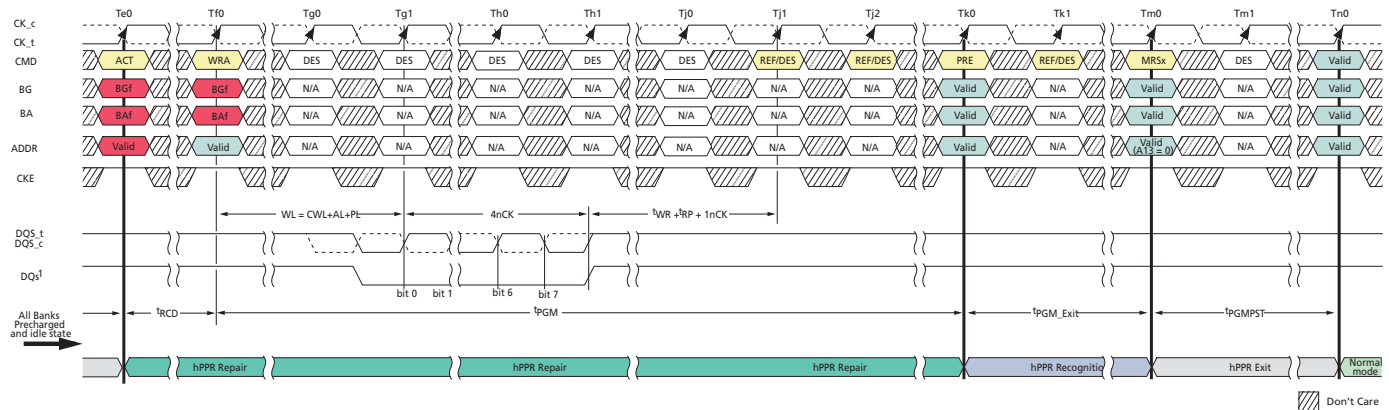 Te0 Tf0 Tg0 Tg1 Th0 Th1 Tj0 Tj1 Tj2 Tk0 Tk1 Tm0 Tm1 Tn0
CK_c
CK_t
CMD ACT WRA DES DES DES DES DES REF/DES REF/DES PRE REF/DES MRSx DES Valid
BG BGf BGf N/A N/A N/A N/A N/A N/A N/A Valid N/A Valid N/A Valid
BA BAf BAf N/A N/A N/A N/A N/A N/A N/A Valid N/A Valid N/A Valid
ADDR Valid Valid N/A N/A N/A N/A N/A N/A N/A Valid N/A Valid (A13 = 0) N/A Valid
CKE
WL = CWL+AL+PL 4nCK tWR + tRP + 1nCK
DQS_t
DQS_c
DQs1
bit 0 bit 1 bit 6 bit 7
All Banks
Precharged
and idle state
tRCD tPGM tPGM_Exit tPGMPST
hPPR Repair hPPR Repair hPPR Repair hPPR Recognitio hPPR Exit Normal
mode
Don't Care